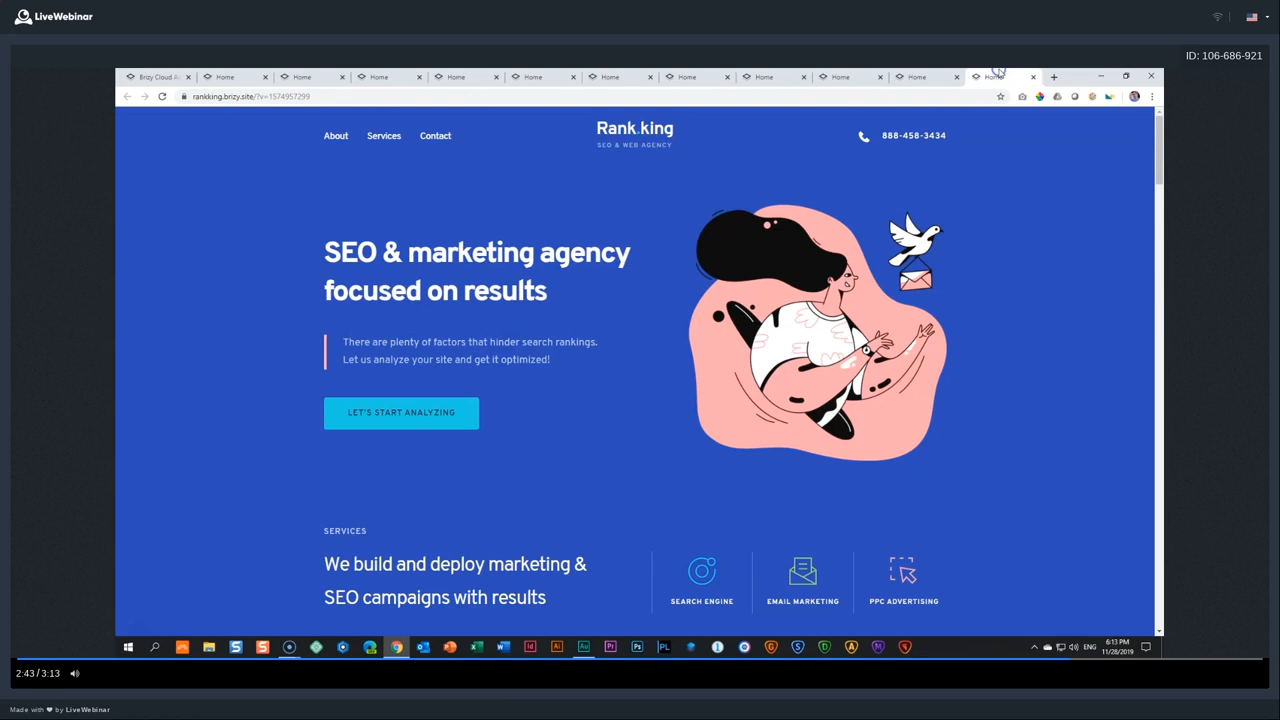 LiveWebinar
ID: 106-686-921
Brizy Cloud
Home
Home
Home
Home
Home
Home
Home
Home
Home
Home
Home
rankking.brizy.site/?v=1574957299
About
Services
Contact
Rank.king
SEO & WEB AGENCY
888-458-3434
SEO & marketing agency
focused on results
There are plenty of factors that hinder search rankings.
Let us analyze your site and get it optimized!
LET'S START ANALYZING
SERVICES
We build and deploy marketing &
SEO campaigns with results
SEARCH ENGINE
EMAIL MARKETING
PPC ADVERTISING
ENG
6:13 PM
11/28/2019
2:43 / 3:13
Made with ❤ by LiveWebinar